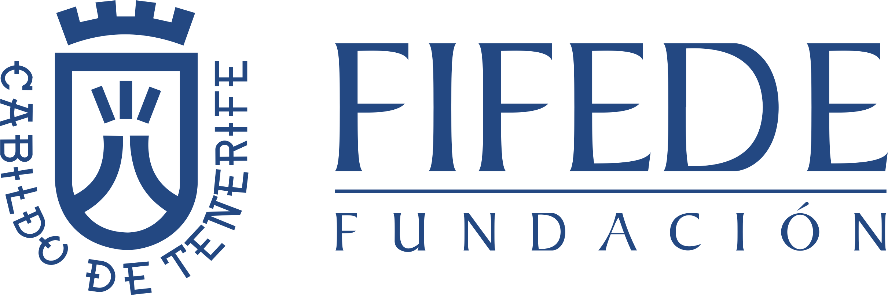 CABILDO DE TENERIFE
FIFEDE
FUNDACIÓN